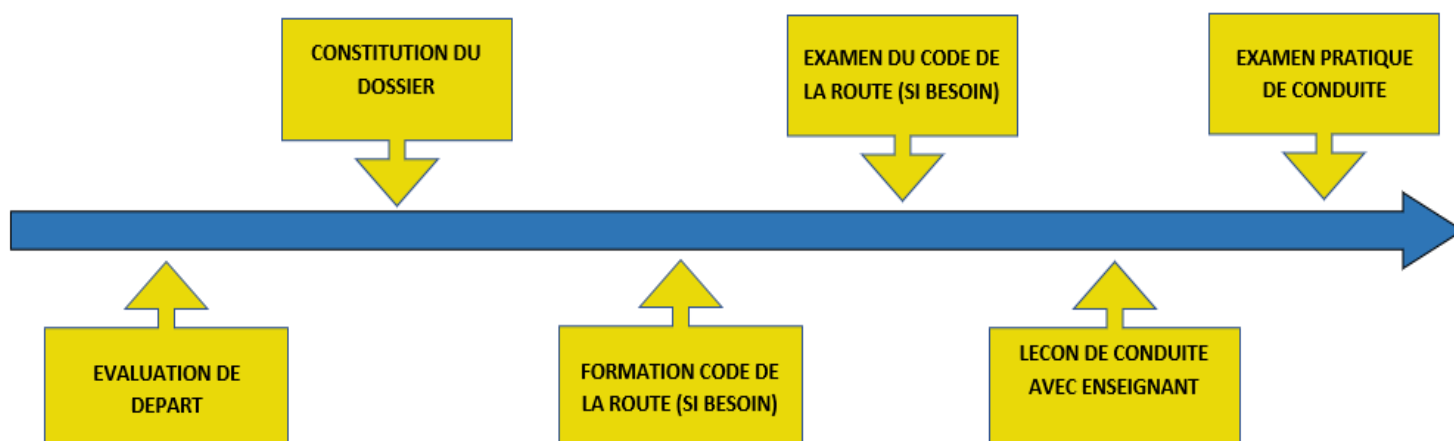 CONSTITUTION DU
DOSSIER
EXAMEN DU CODE DE
LA ROUTE (SI BESOIN)
EXAMEN PRATIQUE
DE CONDUITE
EVALUATION DE
DEPART
FORMATION CODE DE
LA ROUTE (SI BESOIN)
LECON DE CONDUITE
AVEC ENSEIGNANT